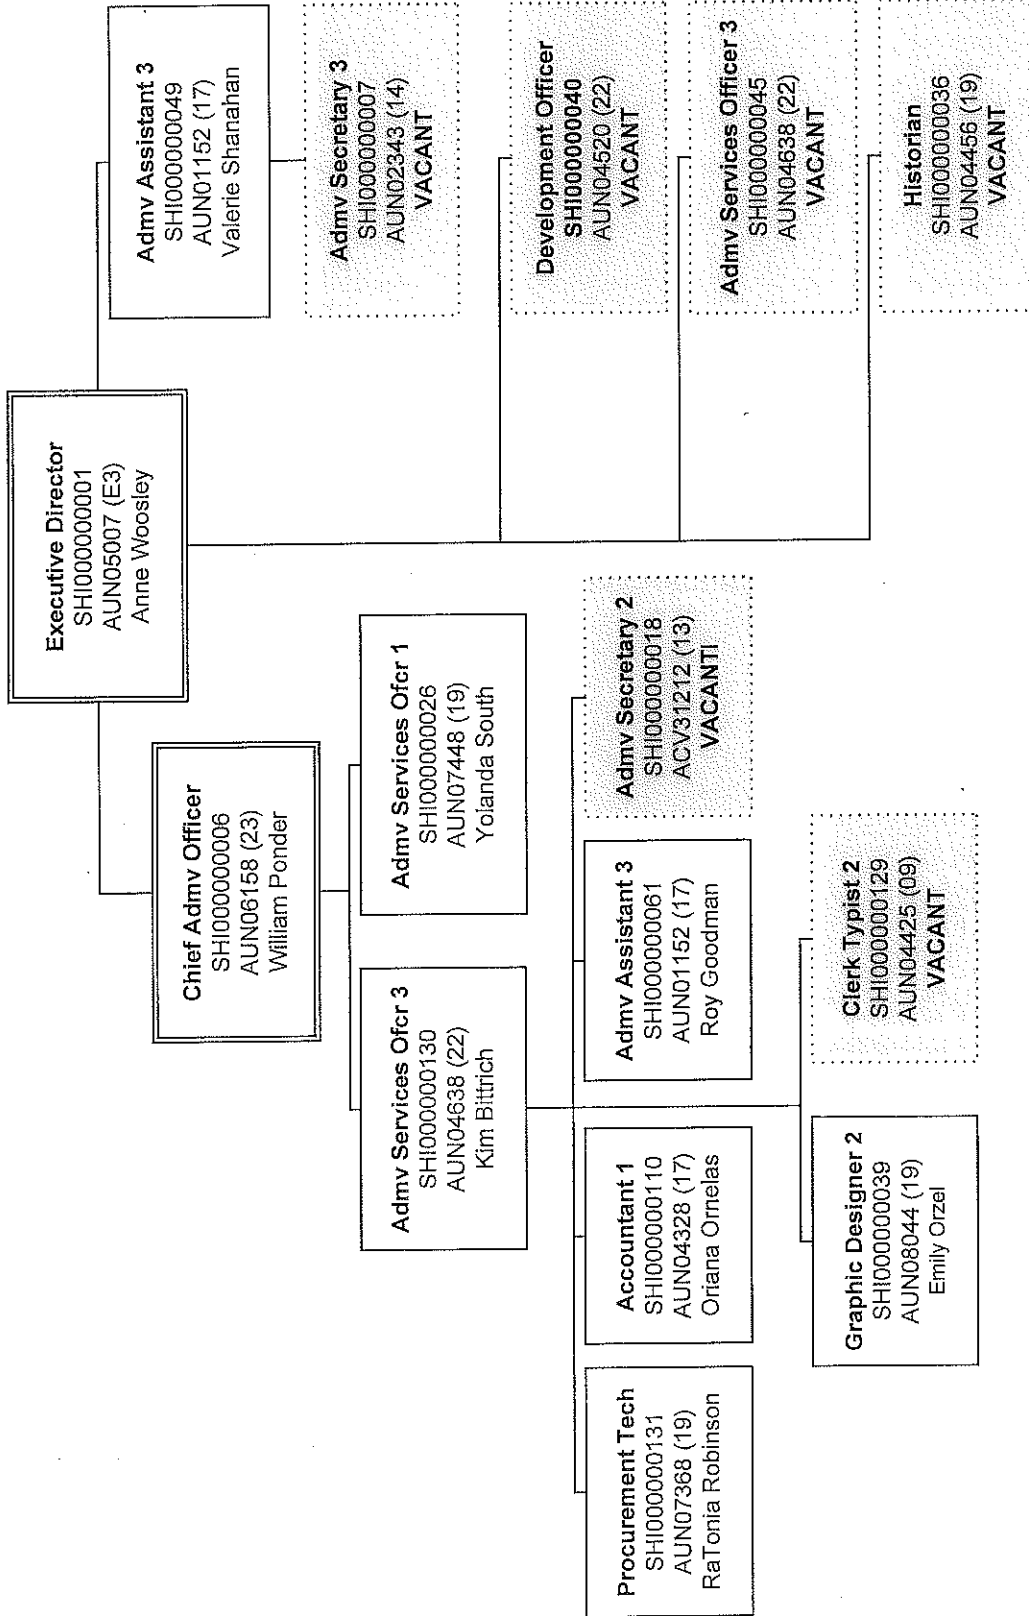 Executive Director
SHI000000001
AUN05007 (E3)
Anne Woosley
Chief Admv Officer
SHI000000006
AUN06158 (23)
William Ponder
Admv Assistant 3
SHI000000049
AUN01152 (17)
Valerie Shanahan
Admv Secretary 3
SHI000000007
AUN02343 (14)
VACANT
Admv Services Ofcr 3
SHI000000130
AUN04638 (22)
Kim Bittrich
Admv Services Ofcr 1
SHI000000026
AUN07448 (19)
Yolanda South
Development Officer
SHI000000040
AUN04520 (22)
VACANT
Procurement Tech
SHI000000131
AUN07368 (19)
RaTonia Robinson
Accountant 1
SHI000000110
AUN04328 (17)
Oriana Ornelas
Admv Assistant 3
SHI000000061
AUN01152 (17)
Roy Goodman
Admv Secretary 2
SHI000000018
ACV31212 (13)
VACANTI
Admv Services Officer 3
SHI000000045
AUN04638 (22)
VACANT
Graphic Designer 2
SHI000000039
AUN08044 (19)
Emily Orzel
Clerk Typist 2
SHI000000129
AUN04425 (09)
VACANT
Historian
SHI000000036
AUN04456 (19)
VACANT